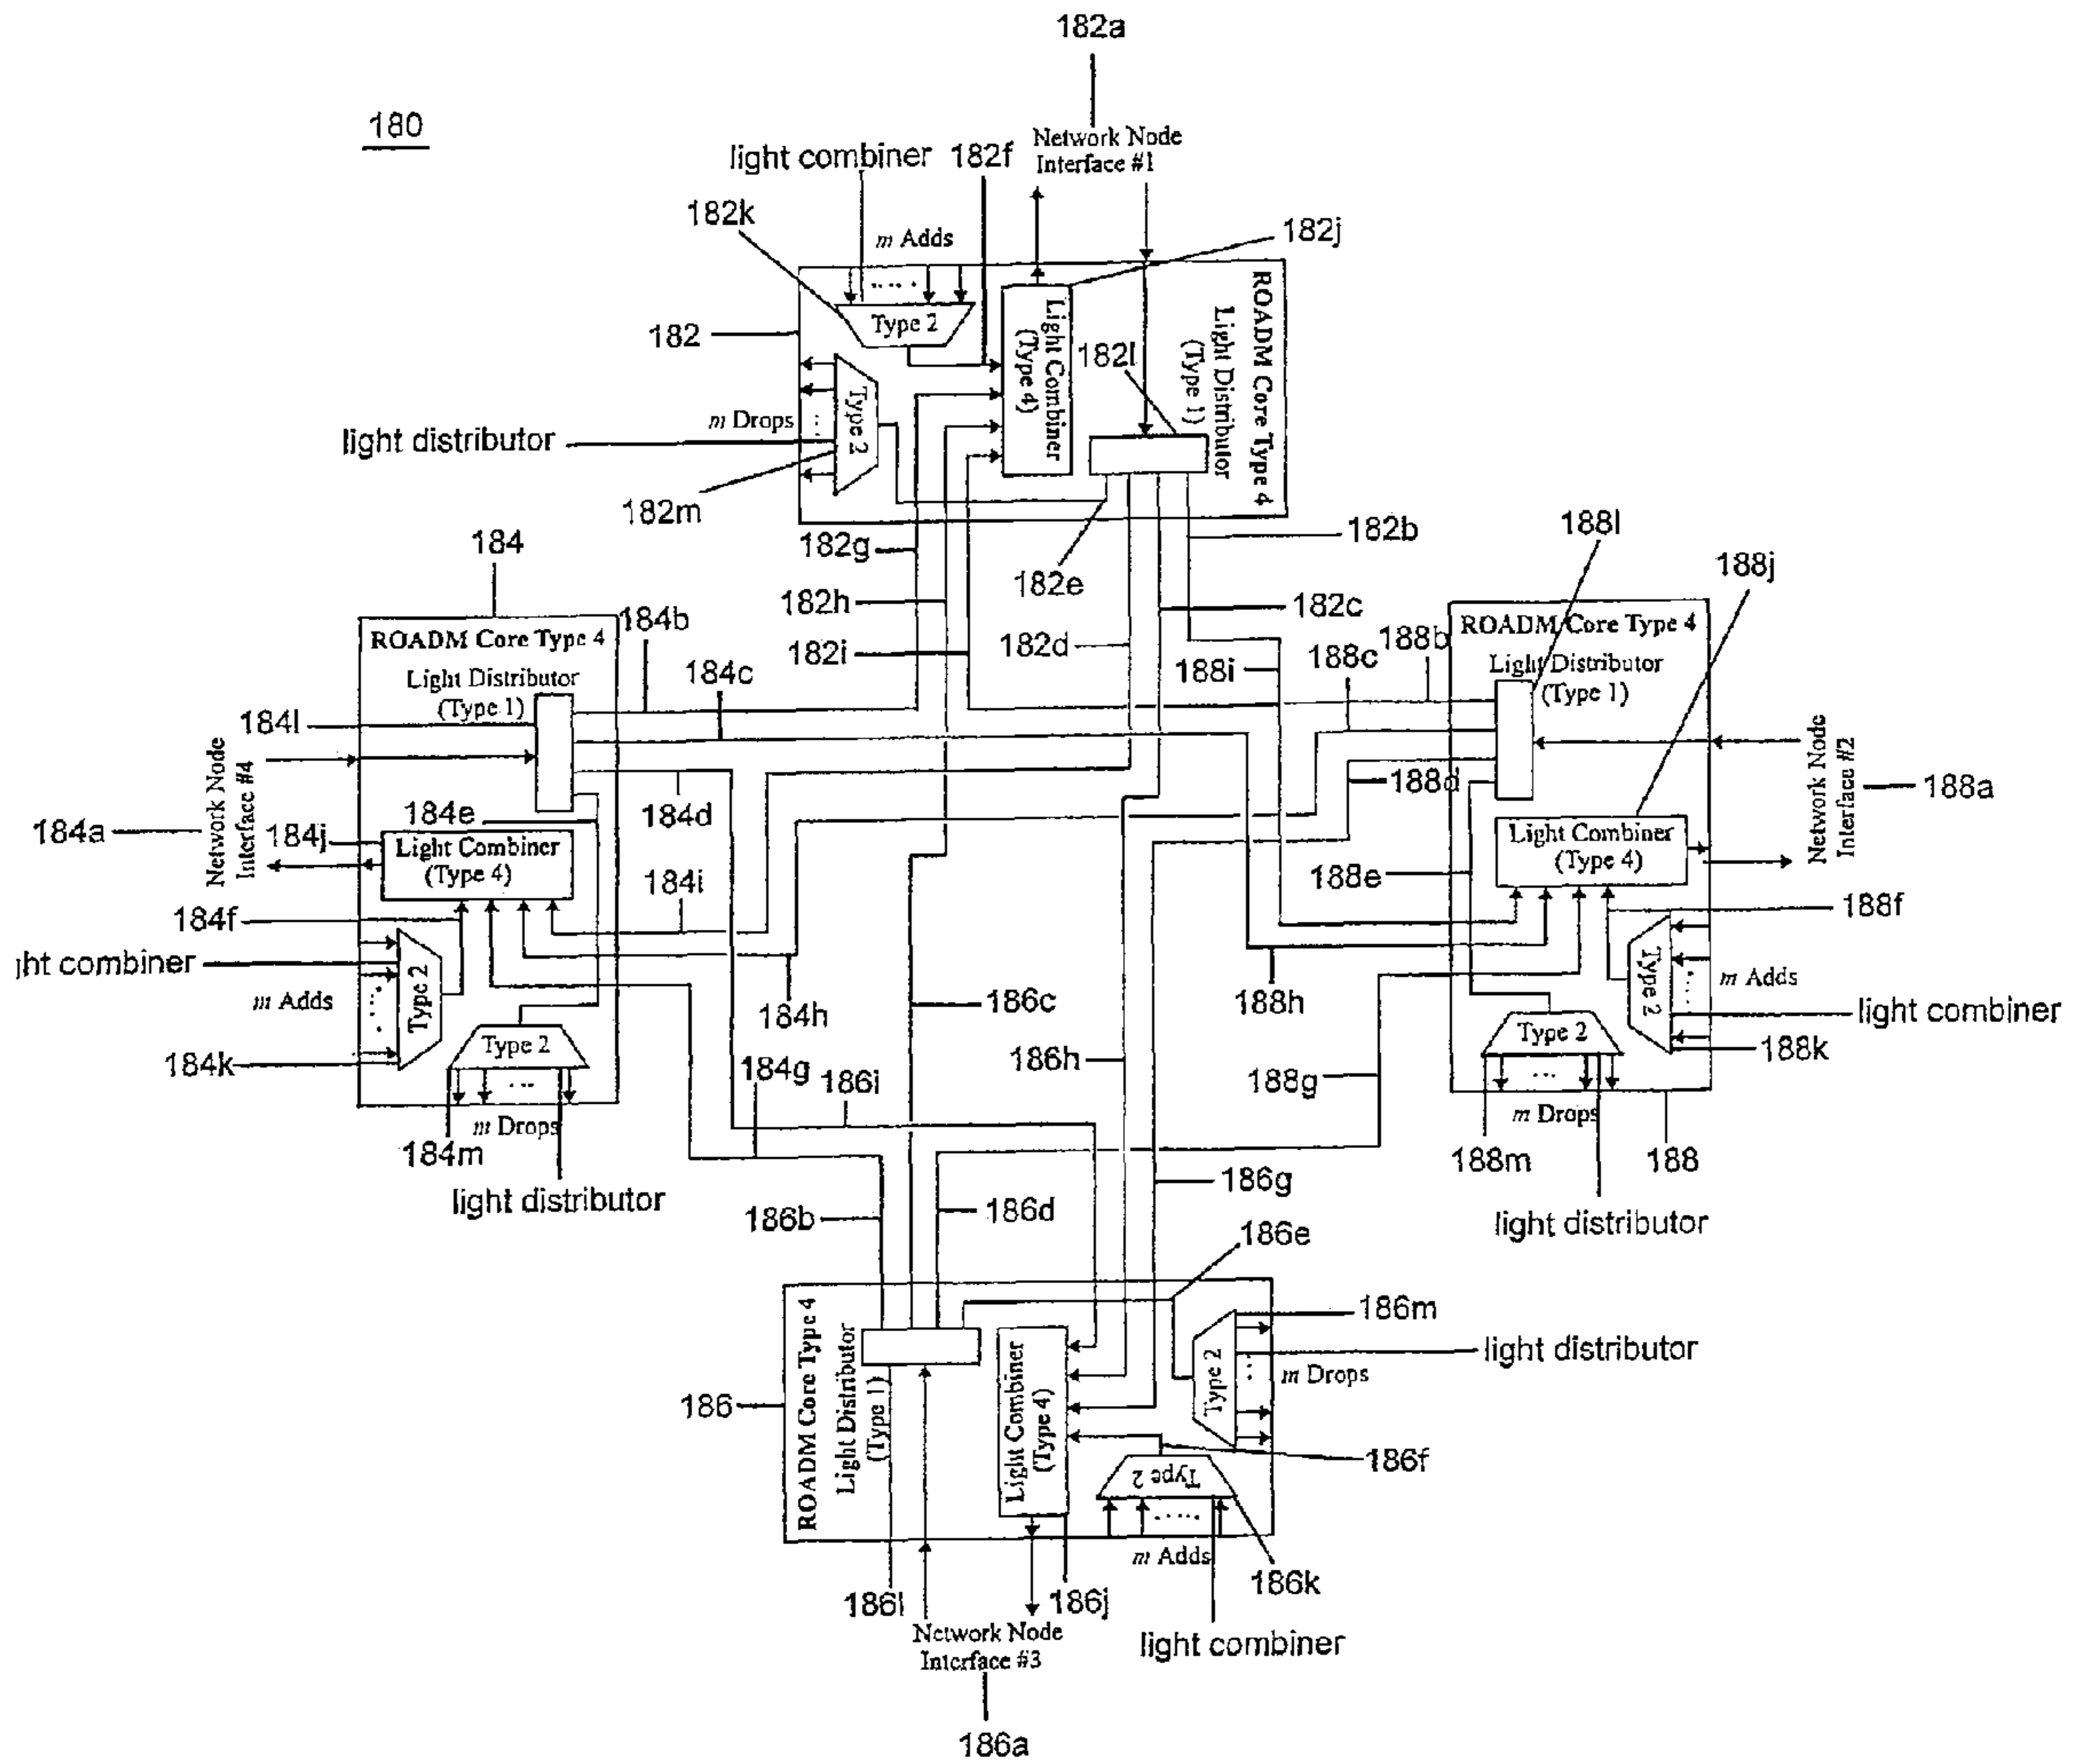 182a
180
Network Node
Interface #1
light combiner
182f
182k
m Adds
182j
182
Type 2
Light Combiner
(Type 4)
182l
Light Distributor
(Type 1)
ROADM Core Type 4
m Drops
Type 2
light distributor
182m
182g
182e
182b
188l
184
188j
182h
182c
184b
182i
182d
188i
188c
188b
184c
ROADM Core Type 4
Light Distributor
(Type 1)
184l
ROADM Core Type 4
Light Distributor
(Type 1)
Network Node
Interface #4
184a
184e
184d
188d
Network Node
Interface #2
188a
184j
Light Combiner
(Type 4)
184i
Light Combiner
(Type 4)
188e
184f
188f
ht combiner
m Adds
Type 2
184h
186c
188h
Type 2
m Adds
light combiner
184k
Type 2
184g
186i
186h
188g
Type 2
188k
m Drops
184m
light distributor
m Drops
188m
188
light distributor
186b
186d
186g
186e
186
ROADM Core Type 4
Light Distributor
(Type 1)
Light Combiner
(Type 4)
Type 2
186m
light distributor
m Drops
186f
Type 2
m Adds
186k
186l
186j
Network Node
Interface #3
light combiner
186a